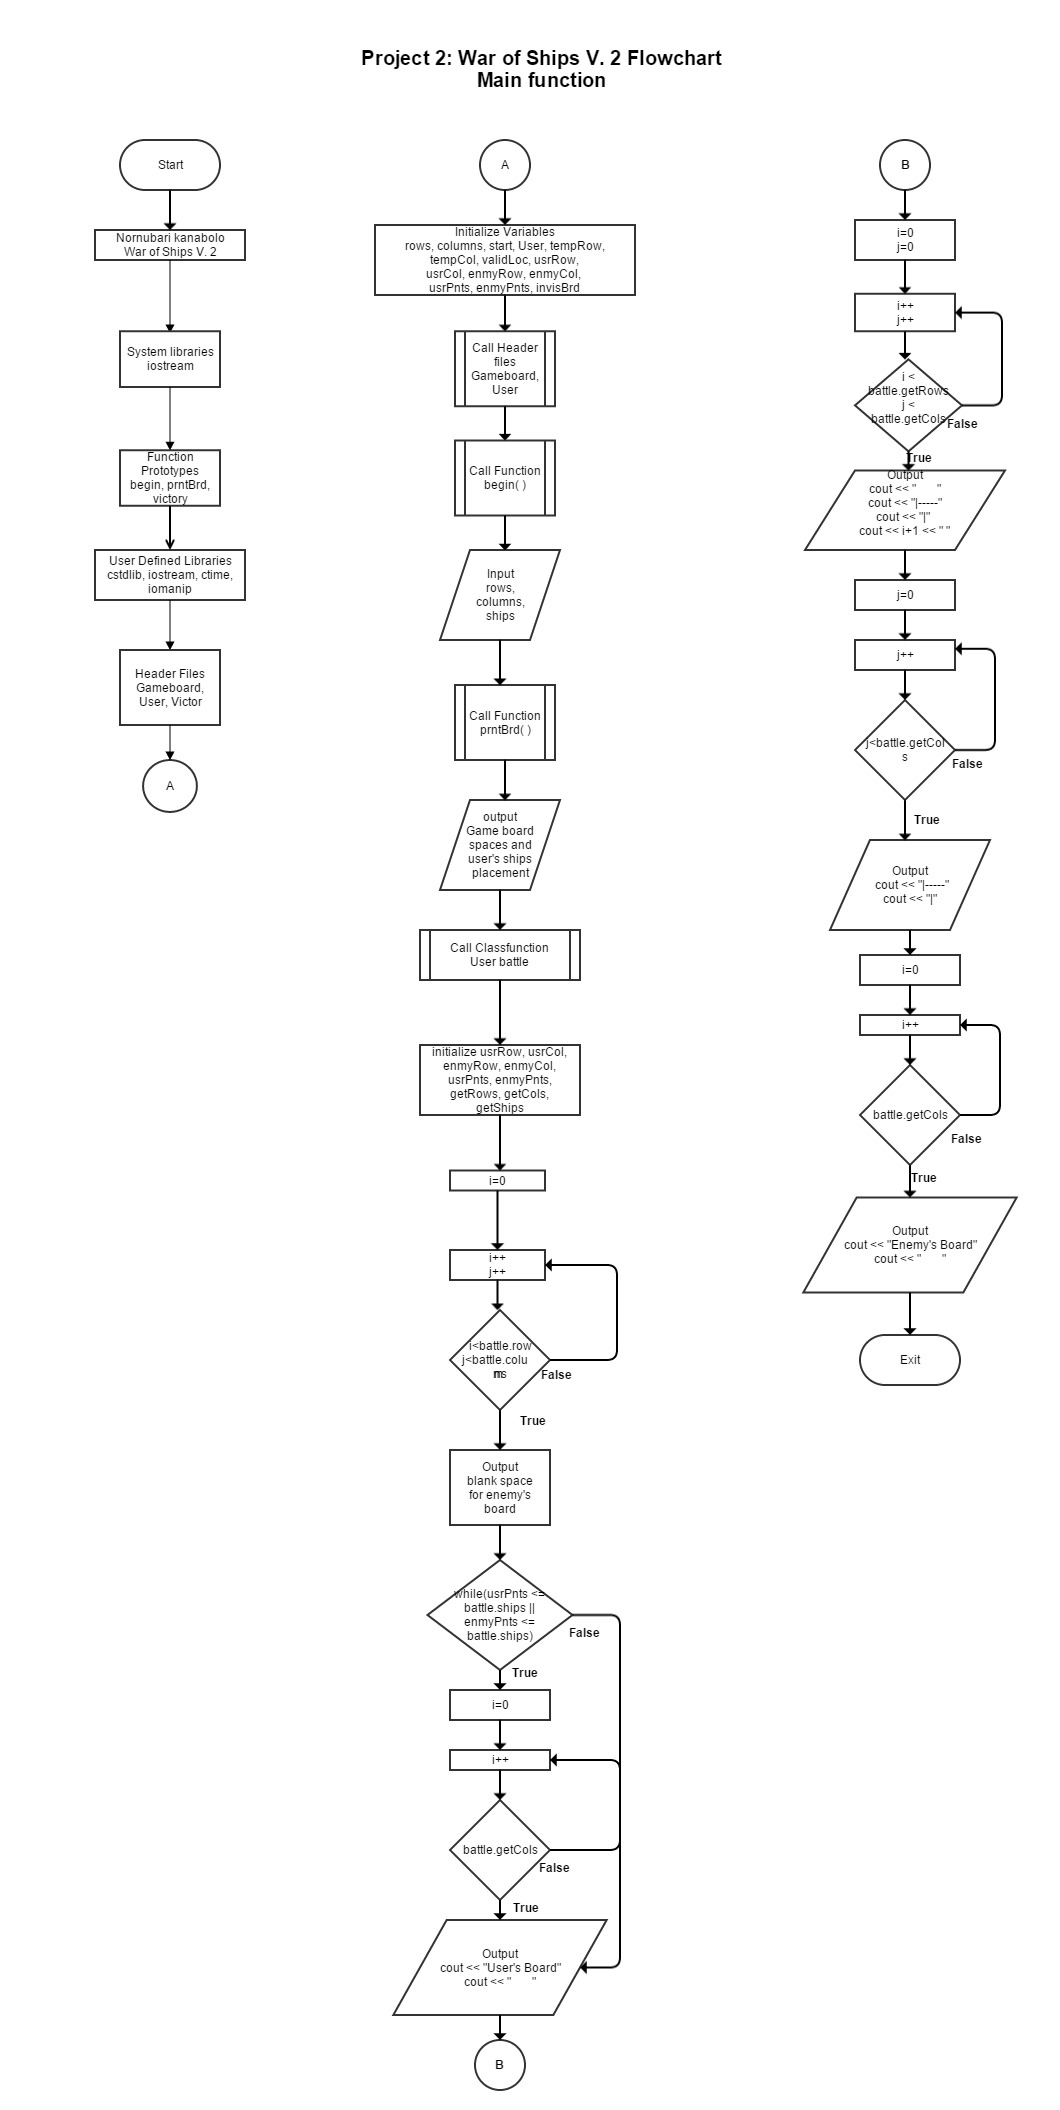 Project 2: War of Ships V. 2 Flowchart
Main function
Start
Nornubari kanabolo
War of Ships V. 2
System libraries
iostream
Function
Prototypes
begin, prntBrd,
victory
User Defined Libraries
cstdlib, iostream, ctime,
iomanip
Header Files
Gameboard,
User, Victor
A
A
Initialize Variables
rows, columns, start, User, tempRow,
tempCol, validLoc, usrRow,
usrCol, enmyRow, enmyCol,
usrPnts, enmyPnts, invisBrd
Call Header
files
Gameboard,
User
Call Function
begin( )
Input
rows,
columns,
ships
Call Function
prntBrd( )
output
Game board
spaces and
user's ships
placement
Call Classfunction
User battle
initialize usrRow, usrCol,
enmyRow, enmyCol,
usrPnts, enmyPnts,
getRows, getCols,
getShips
i=0
i++
j++
i<battle.row
j<battle.colu
ms
False
True
Output
blank space
for enemy's
board
while(usrPnts <=
battle.ships ||
enmyPnts <=
battle.ships)
False
True
i=0
i++
battle.getCols
False
True
Output
cout << "User's Board"
cout << "      "
B
B
i=0
j=0
i++
j++
i <
battle.getRows
j <
battle.getCols
False
True
Output
cout << "      "
cout << "|-----"
cout << "|"
cout << i+1 << " "
j=0
j++
j<battle.getCol
s
False
True
Output
cout << "|-----"
cout << "|"
i=0
i++
battle.getCols
False
True
Output
cout << "Enemy's Board"
cout << "      "
Exit